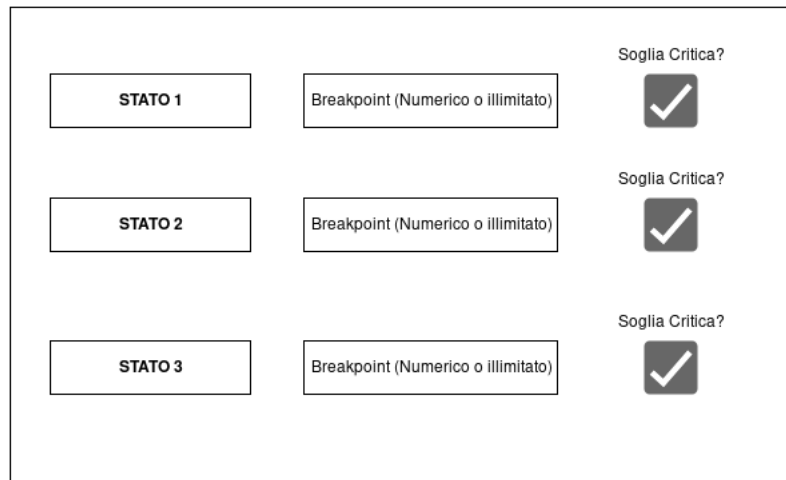 Soglia Critica?
STATO 1
Breakpoint (Numerico o illimitato)
Soglia Critica?
STATO 2
Breakpoint (Numerico o illimitato)
Soglia Critica?
STATO 3
Breakpoint (Numerico o illimitato)